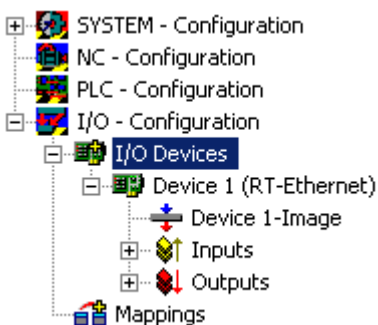 SYSTEM - Configuration
NC - Configuration
PLC - Configuration
I/O - Configuration
I/O Devices
Device 1 (RT-Ethernet)
Device 1-Image
Inputs
Outputs
Mappings